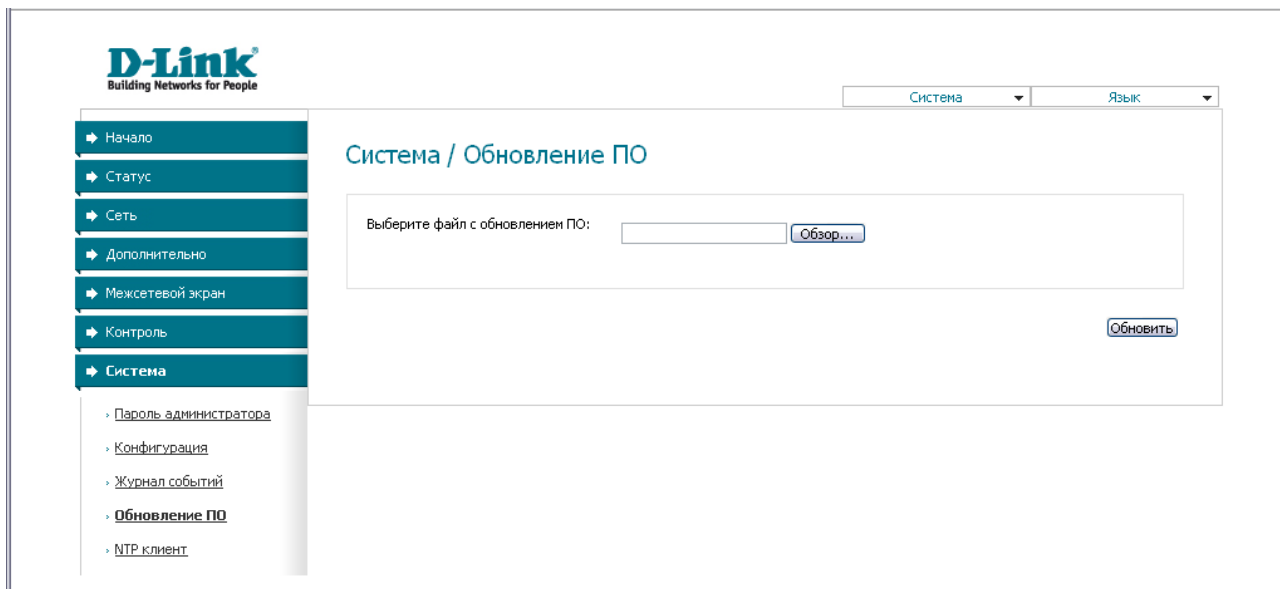 D-Link®
Building Networks for People
Система
Язык
Начало
Статус
Сеть
Дополнительно
Межсетевой экран
Контроль
Система
Пароль администратора
Конфигурация
Журнал событий
Обновление ПО
NTP клиент
Система / Обновление ПО
Выберите файл с обновлением ПО:
Обзор...
Обновить